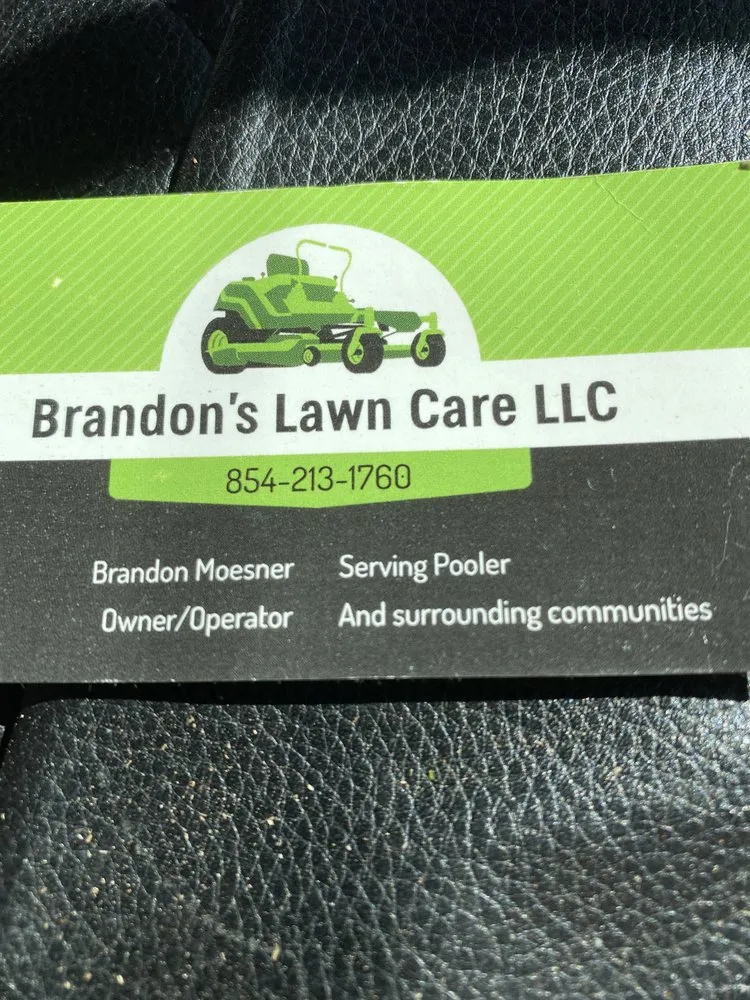 Brandon's Lawn Care LLC
854-213-1760
Brandon Moesner
Owner/Operator
Serving Pooler
And surrounding communities